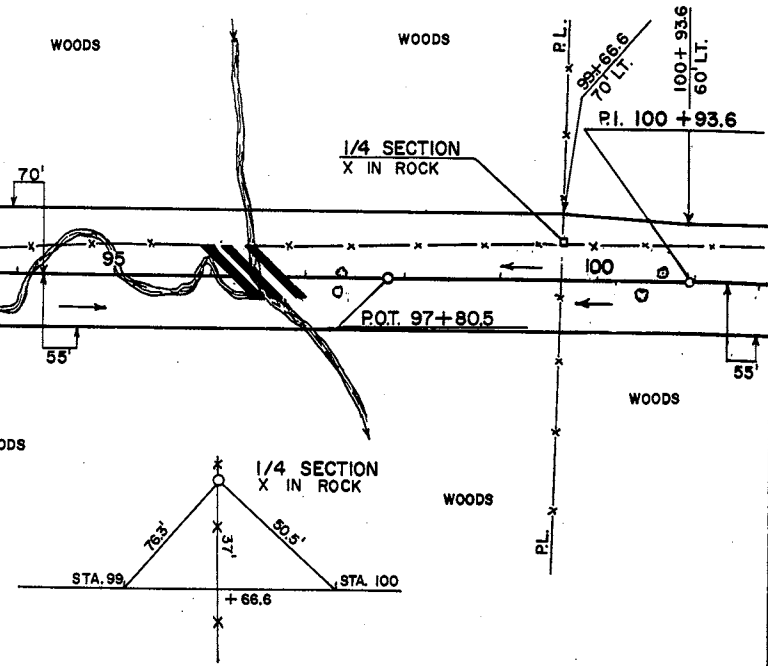 WOODS
WOODS
P.L.
99+66.6
70' LT.
100+93.6
60' LT.
P.I. 100+93.6
1/4 SECTION
X IN ROCK
70'
95
100
P.O.T. 97+80.5
55'
55'
WOODS
ODS
1/4 SECTION
X IN ROCK
WOODS
76.3'
37'
50.5'
P.L.
STA. 99
STA. 100
+66.6